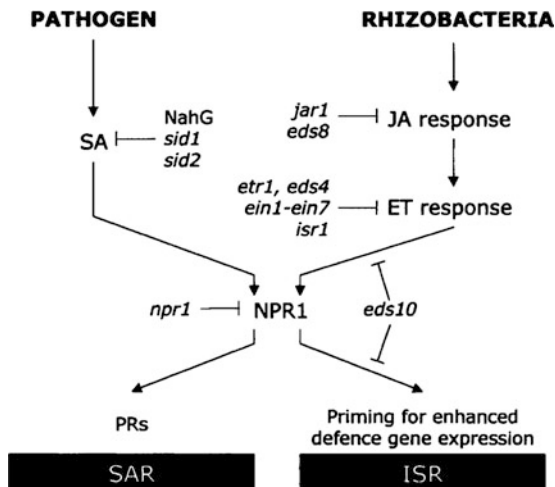 PATHOGEN
RHIZOBACTERIA
NahG
SA
sid1
sid2
jar1
JA response
eds8
etr1, eds4
ein1-ein7
ET response
isr1
npr1
NPR1
eds10
PRs
Priming for enhanced
defence gene expression
SAR
ISR